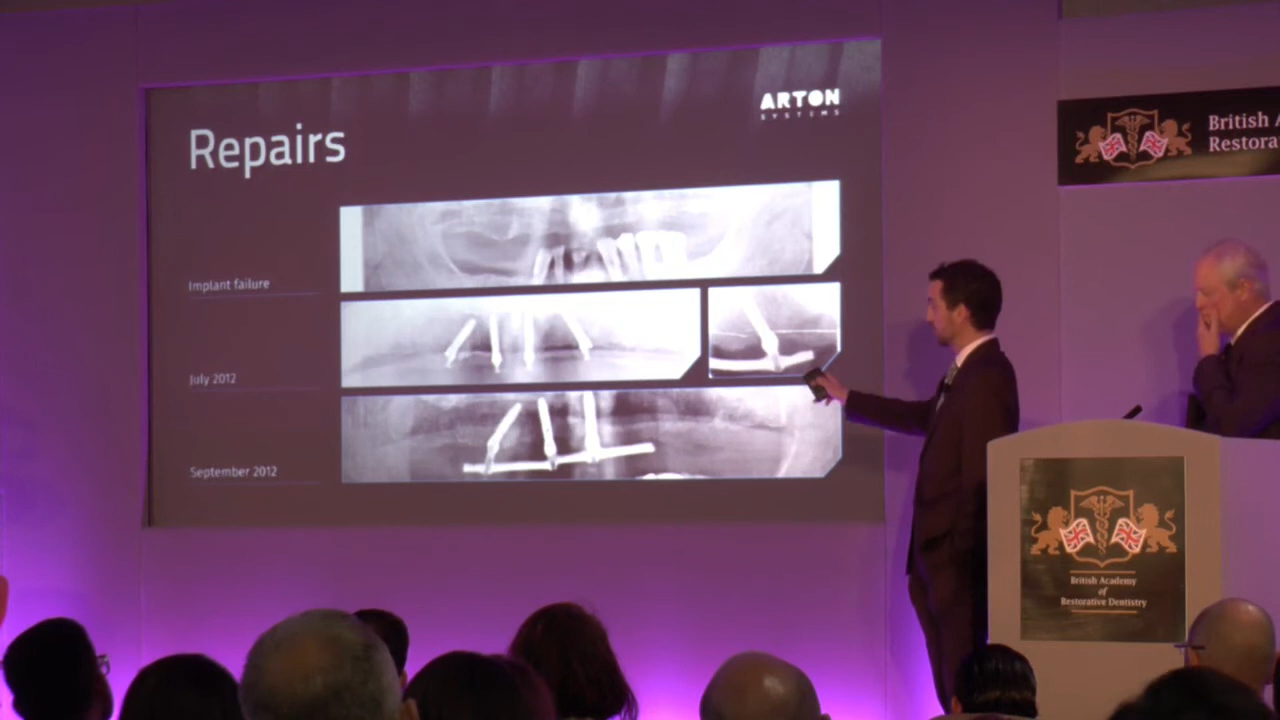 ARTON
SYSTEMS
Repairs
Implant failure
July 2012
September 2012
British
Restora
British Academy
of
Restorative Dentistry